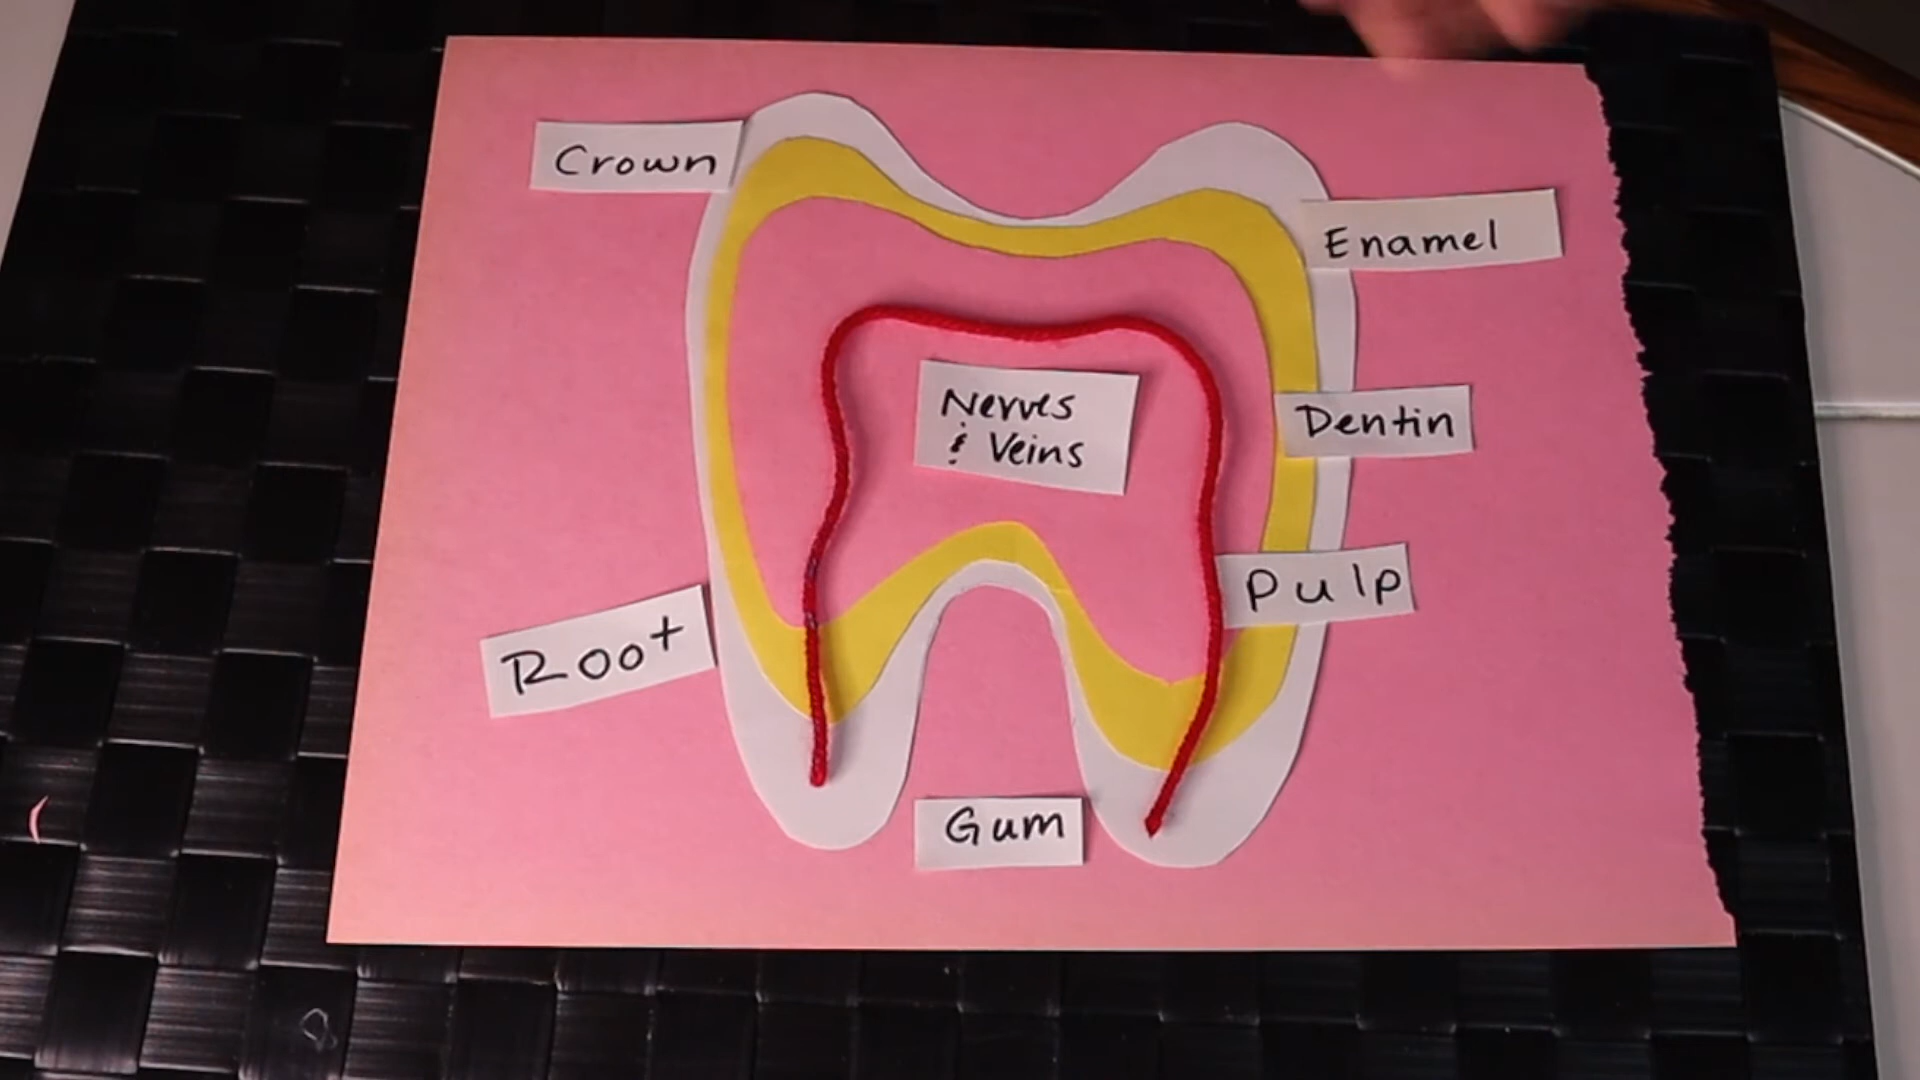 Crown
Enamel
Nerves
& Veins
Dentin
Pulp
Root
Gum